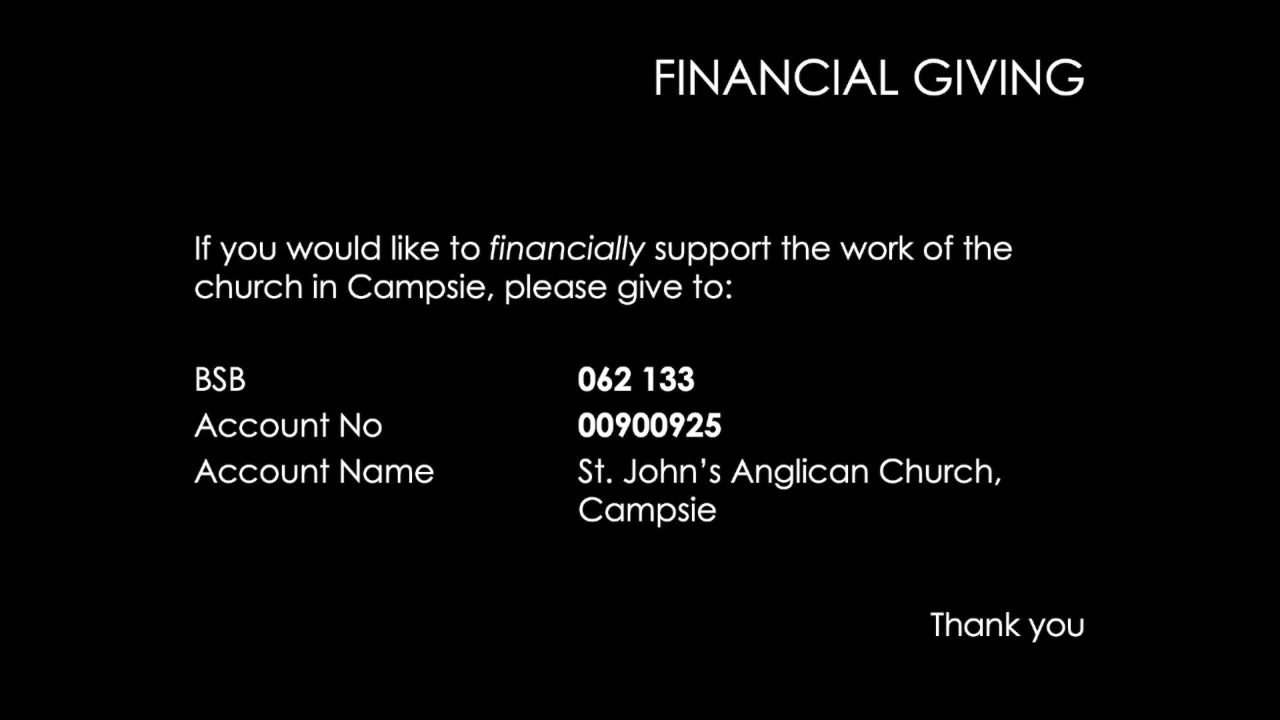 FINANCIAL GIVING
If you would like to financially support the work of the
church in Campsie, please give to:
BSB 062 133
Account No 00900925
Account Name St. John’s Anglican Church,
Campsie
Thank you